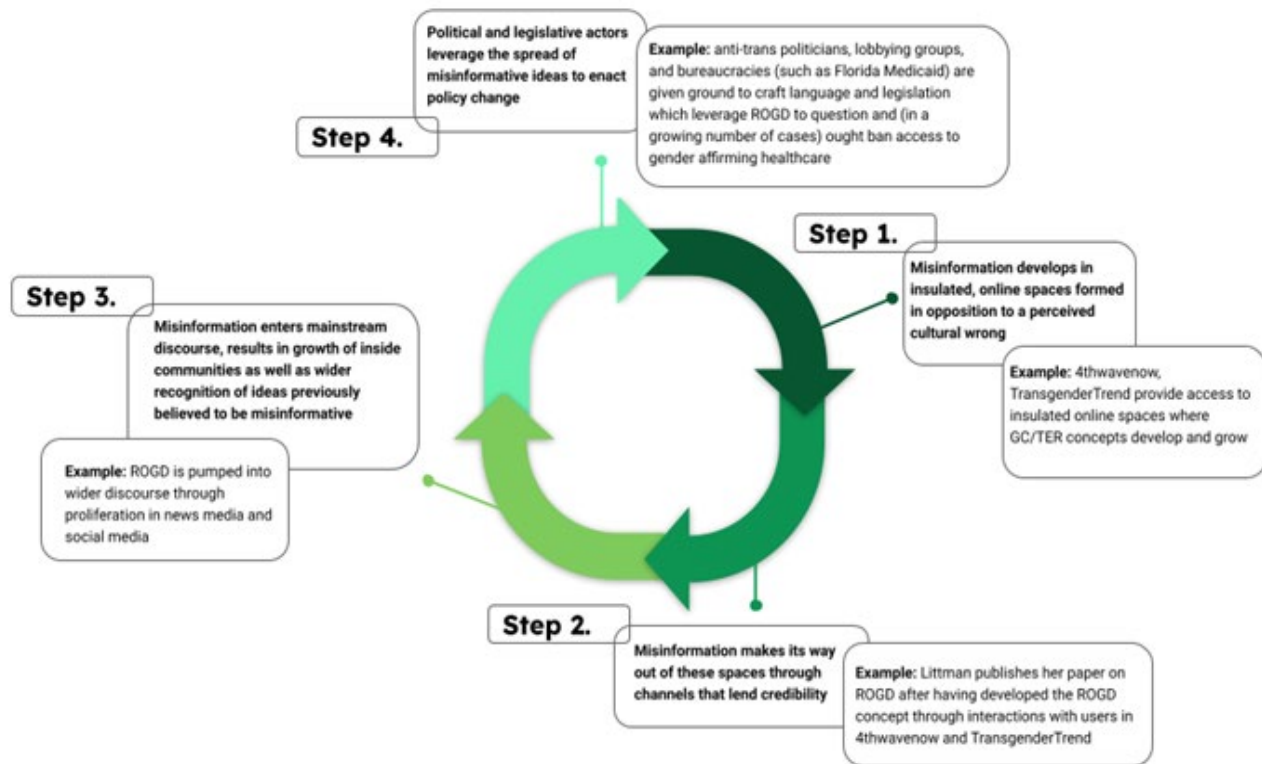 Step 4.
Political and legislative actors
leverage the spread of
misinformative ideas to enact
policy change
Example: anti-trans politicians, lobbying groups,
and bureaucracies (such as Florida Medicaid) are
given ground to craft language and legislation
which leverage ROGD to question and (in a
growing number of cases) ought ban access to
gender affirming healthcare
Step 1.
Misinformation develops in
insulated, online spaces formed
in opposition to a perceived
cultural wrong
Example: 4thwavenow,
TransgenderTrend provide access to
insulated online spaces where
GC/TER concepts develop and grow
Step 3.
Misinformation enters mainstream
discourse, results in growth of inside
communities as well as wider
recognition of ideas previously
believed to be misinformative
Example: ROGD is pumped into
wider discourse through
proliferation in news media and
social media
Step 2.
Misinformation makes its way
out of these spaces through
channels that lend credibility
Example: Littman publishes her paper on
ROGD after having developed the ROGD
concept through interactions with users in
4thwavenow and TransgenderTrend